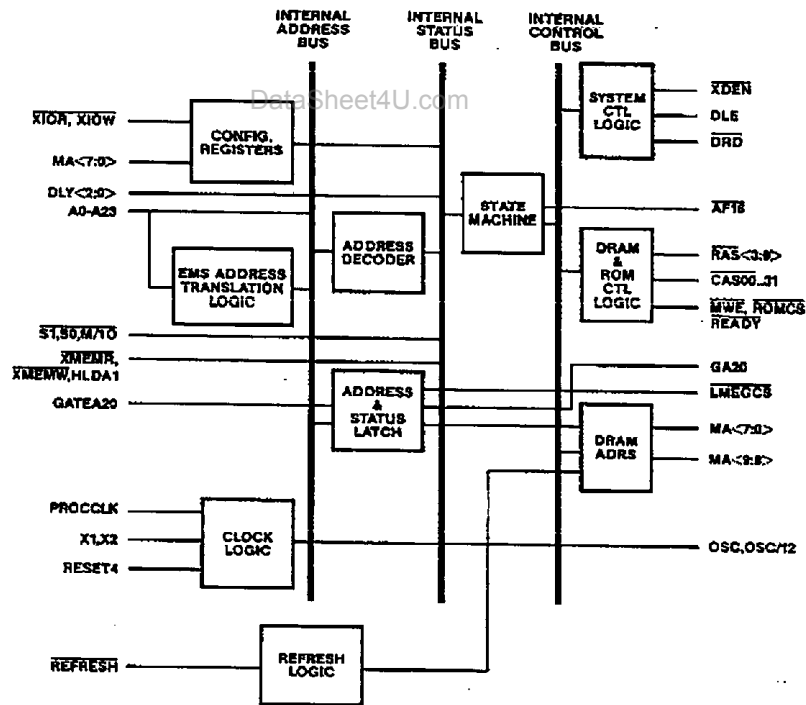 INTERNAL
ADDRESS
BUS
INTERNAL
STATUS
BUS
INTERNAL
CONTROL
BUS
DataSheet4U.com
XIOR, XIOW
MA<7:0>
CONFIG.
REGISTERS
DLY<2:0>
A0-A23
EMS ADDRESS
TRANSLATION
LOGIC
ADDRESS
DECODER
STATE
MACHINE
SYSTEM
CTL
LOGIC
XDEN
DLE
DRD
AF16
DRAM
&
ROM
CTL
LOGIC
RAS<3:0>
CAS00..31
MWE, ROMCS
READY
S1,S0,M/IO
XMEMR,
XMEMW,HLDA1
GATEA20
ADDRESS
&
STATUS
LATCH
GA20
LMEGCS
DRAM
ADRS
MA<7:0>
MA<9:8>
PROCCLK
X1,X2
RESET4
CLOCK
LOGIC
OSC,OSC/12
REFRESH
REFRESH
LOGIC